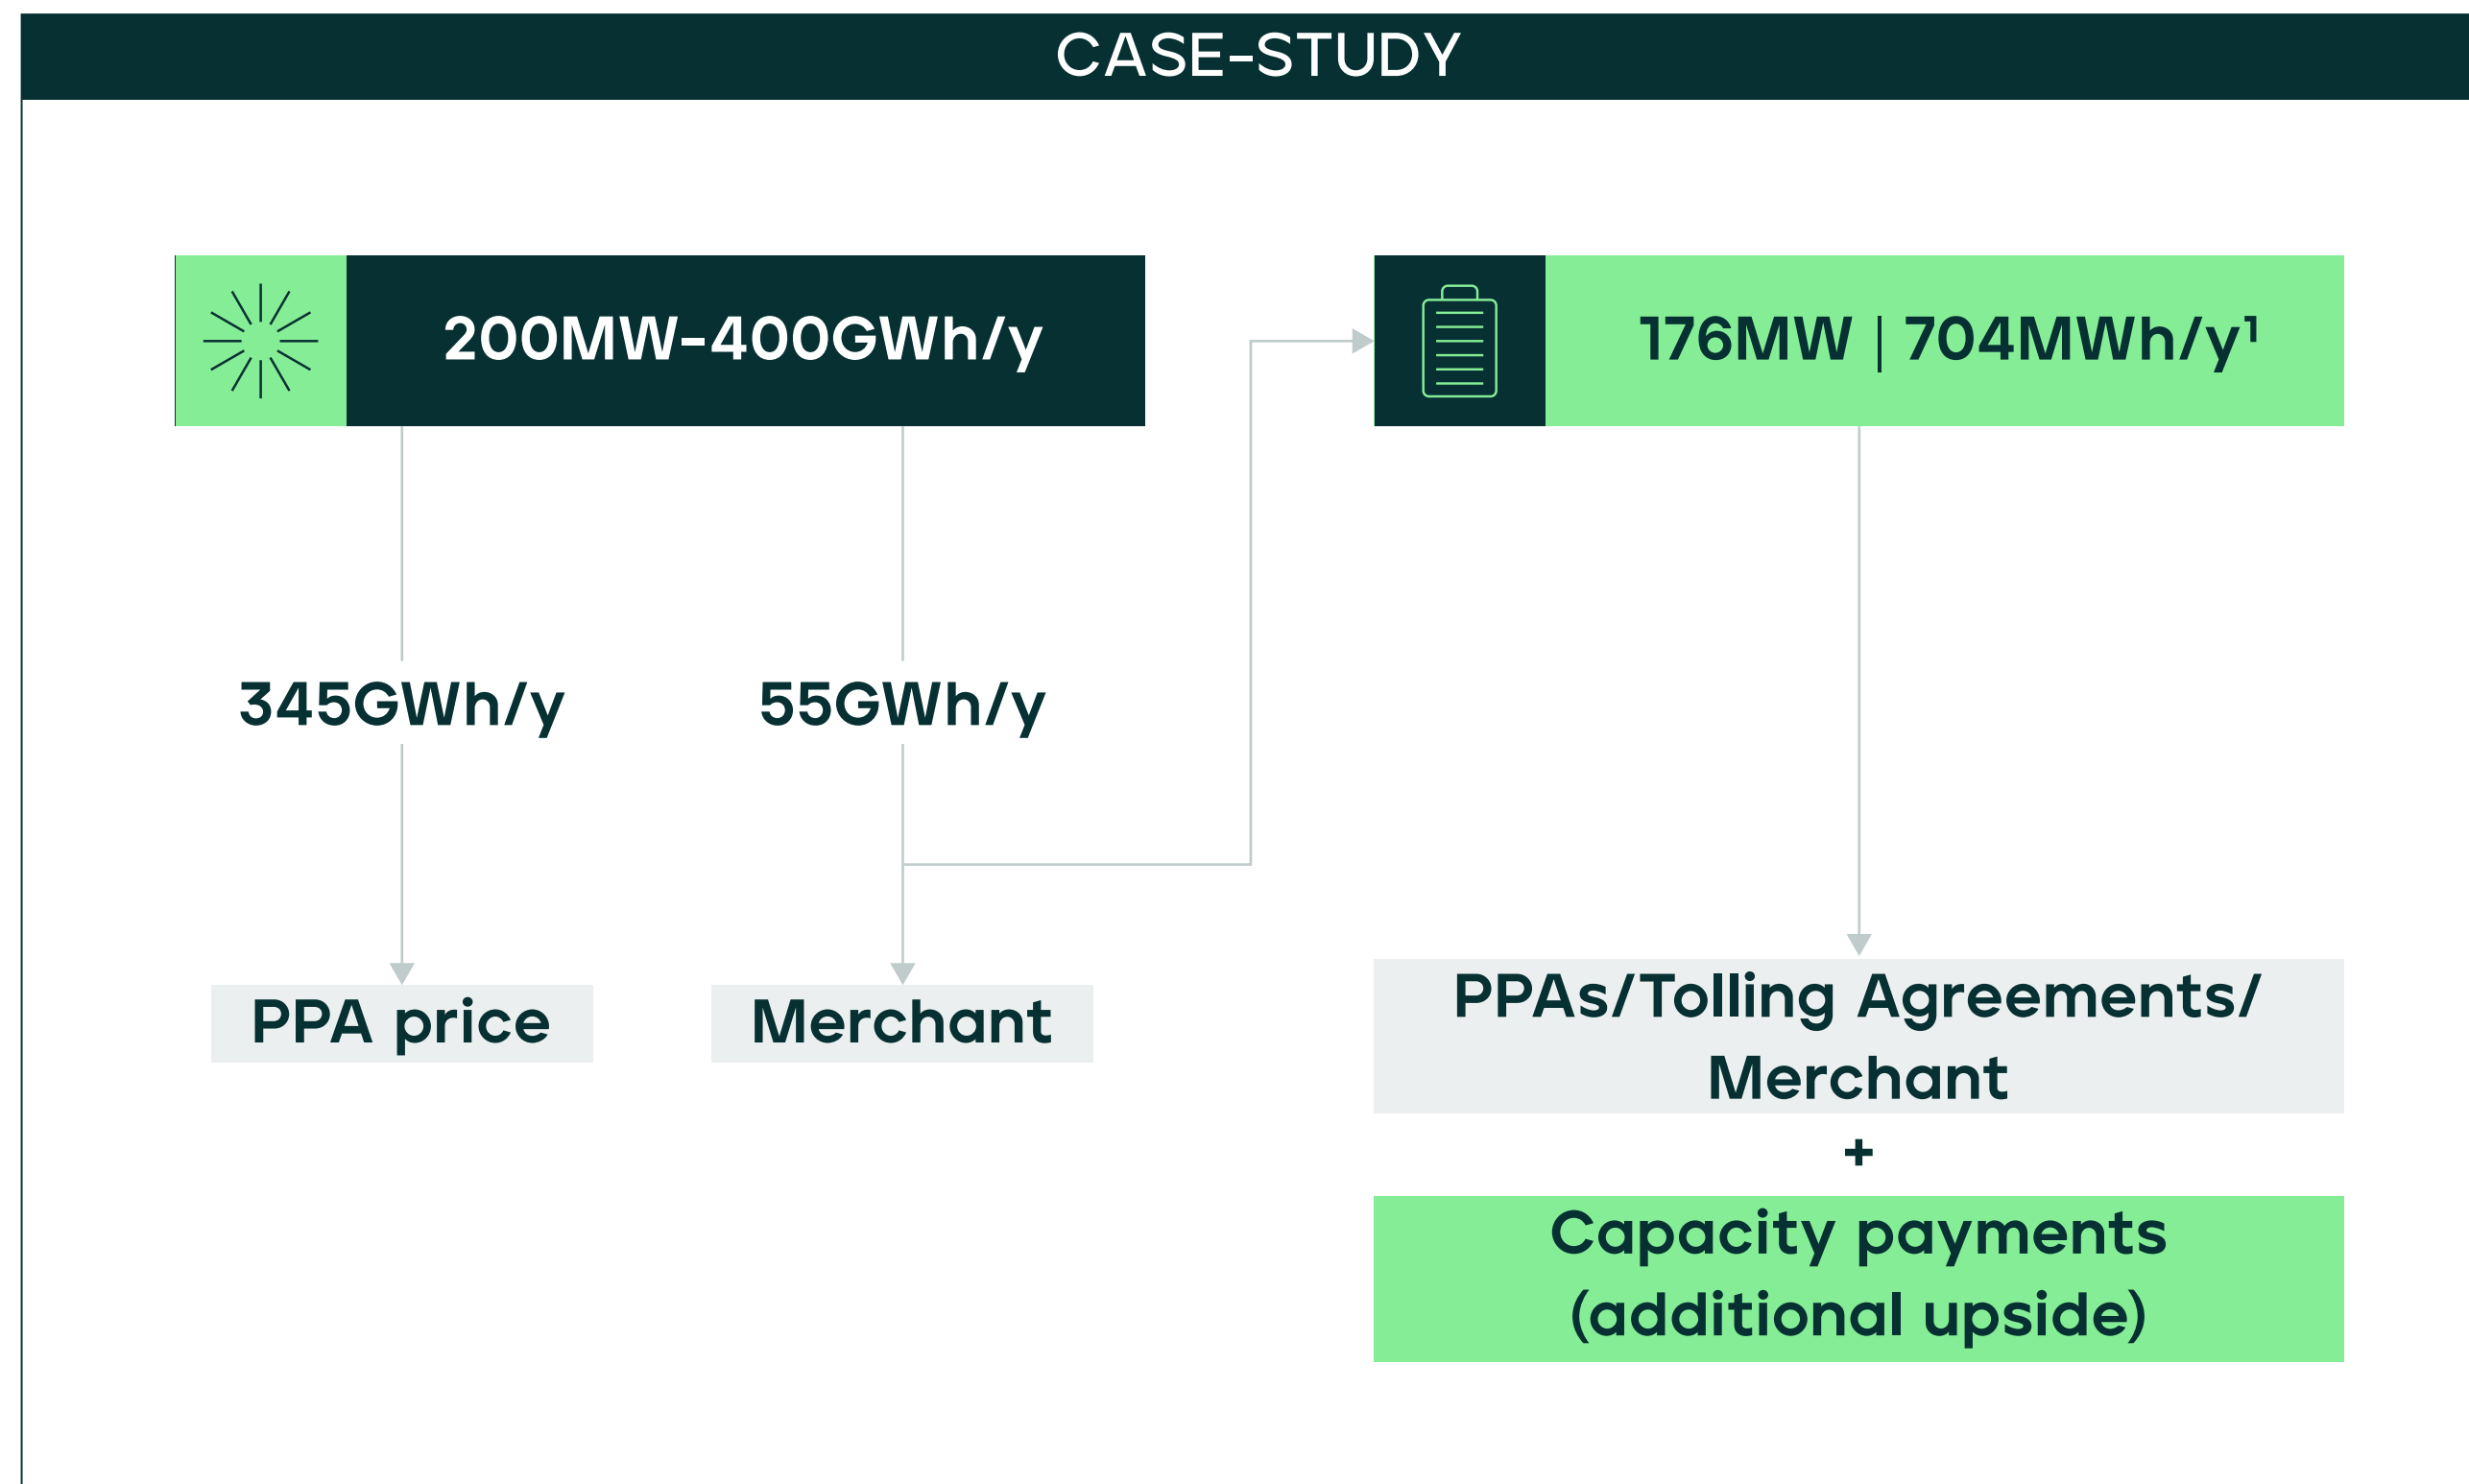 CASE-STUDY
200MW-400GWh/y
176MW | 704MWh/y¹
345GWh/y
55GWh/y
PPA price
Merchant
PPAs/Tolling Agreements/
Merchant
+
Capacity payments
(additional upside)